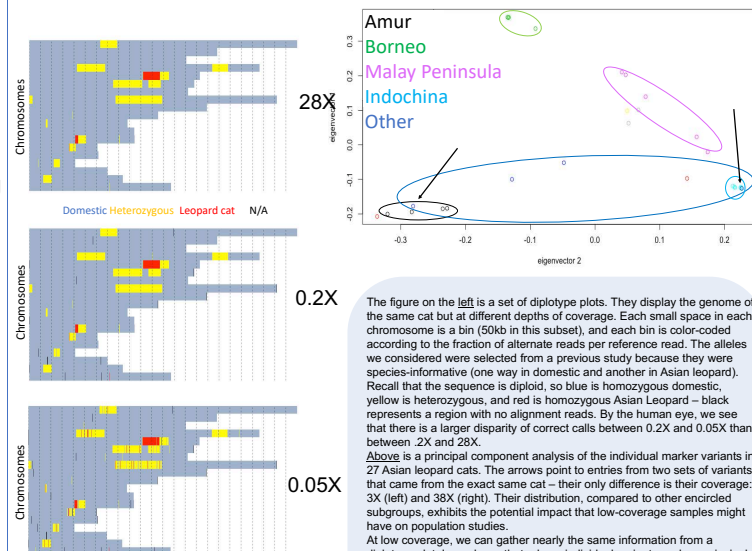 Chromosomes
28X
Domestic Heterozygous Leopard cat N/A
Chromosomes
0.2X
0.05X
Amur
Borneo
Malay Peninsula
Indochina
Other
0.3
0.2
0.1
0.0
-0.1
-0.2
-0.3
-0.2
-0.1
0.0
0.1
0.2
eigenvector 2
The figure on the left is a set of diplotype plots. They display the genome of
the same cat but at different depths of coverage. Each small space in each
chromosome is a bin (50kb in this subset), and each bin is color-coded
according to the fraction of alternate reads per reference read. The alleles
we considered were selected from a previous study because they were
species-informative (one way in domestic and another in Asian leopard).
Recall that the sequence is diploid, so blue is homozygous domestic,
yellow is heterozygous, and red is homozygous Asian Leopard – black
represents a region with no alignment reads. By the human eye, we see
that there is a larger disparity of correct calls between 0.2X and 0.05X than
between .2X and 28X.
Above is a principal component analysis of the individual marker variants in
27 Asian leopard cats. The arrows point to entries from two sets of variants
that came from the exact same cat – their only difference is their coverage:
3X (left) and 38X (right). Their distribution, compared to other encircled
subgroups, exhibits the potential impact that low-coverage samples might
have on population studies.
At low coverage, we can gather nearly the same information from a